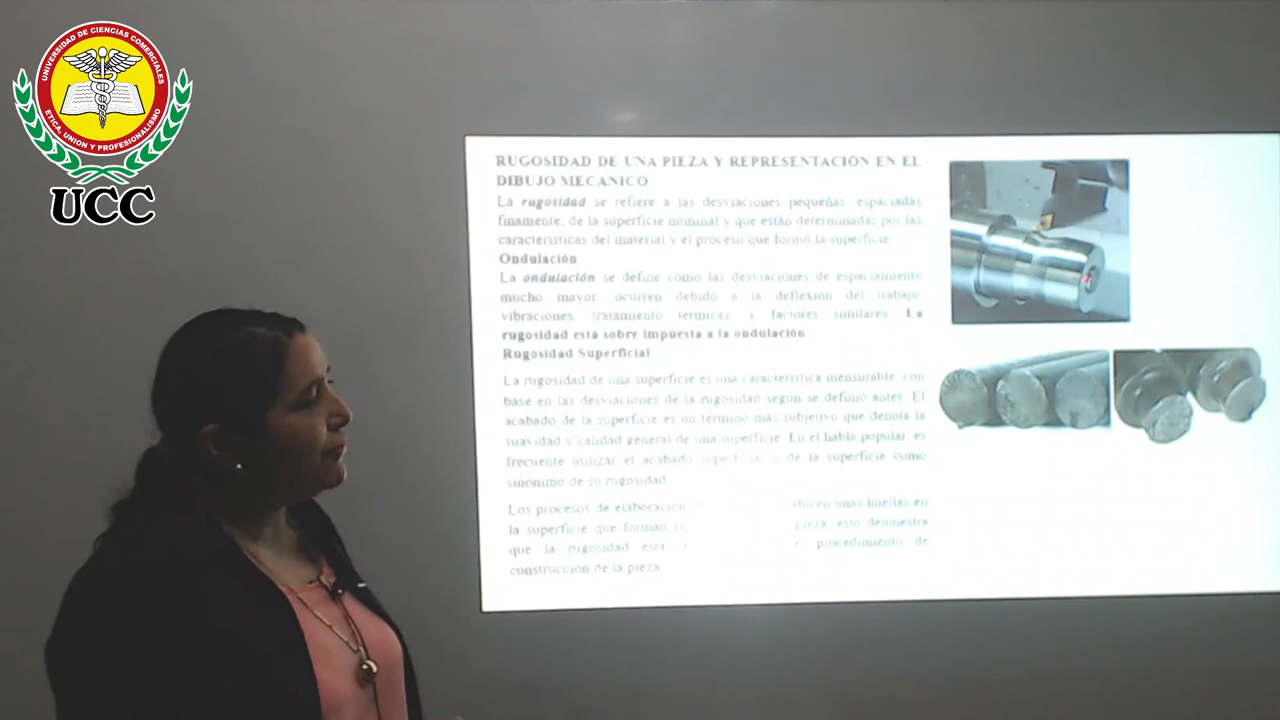 UNIVERSIDAD DE CIENCIAS COMERCIALES
ETICA, UNION Y PROFESIONALISMO
UCC
RUGOSIDAD DE UNA PIEZA Y REPRESENTACIÓN EN EL
DIBUJO MECANICO
La rugosidad se refiere a las desviaciones pequeñas, espaciadas
finamente, de la superficie nominal y que están determinadas por las
características del material y el proceso que formó la superficie.
Ondulación
La ondulación se define como las desviaciones de espaciamiento
mucho mayor, ocurren debido a la deflexión del trabajo,
vibraciones, tratamiento térmicas y factores similares. La
rugosidad está sobre impuesta a la ondulación.
Rugosidad Superficial
La rugosidad de una superficie es una característica mensurable, con
base en las desviaciones de la rugosidad según se definió antes. El
acabado de la superficie es un término más subjetivo que denota la
suavidad y calidad general de una superficie. En el habla popular, es
frecuente utilizar el acabado superficial o de la superficie como
sinónimo de su rugosidad.
Los procesos de elaboración unas huellas en
la superficie que forman la pieza, esto demuestra
que la rugosidad está procedimiento de
construcción de la pieza.